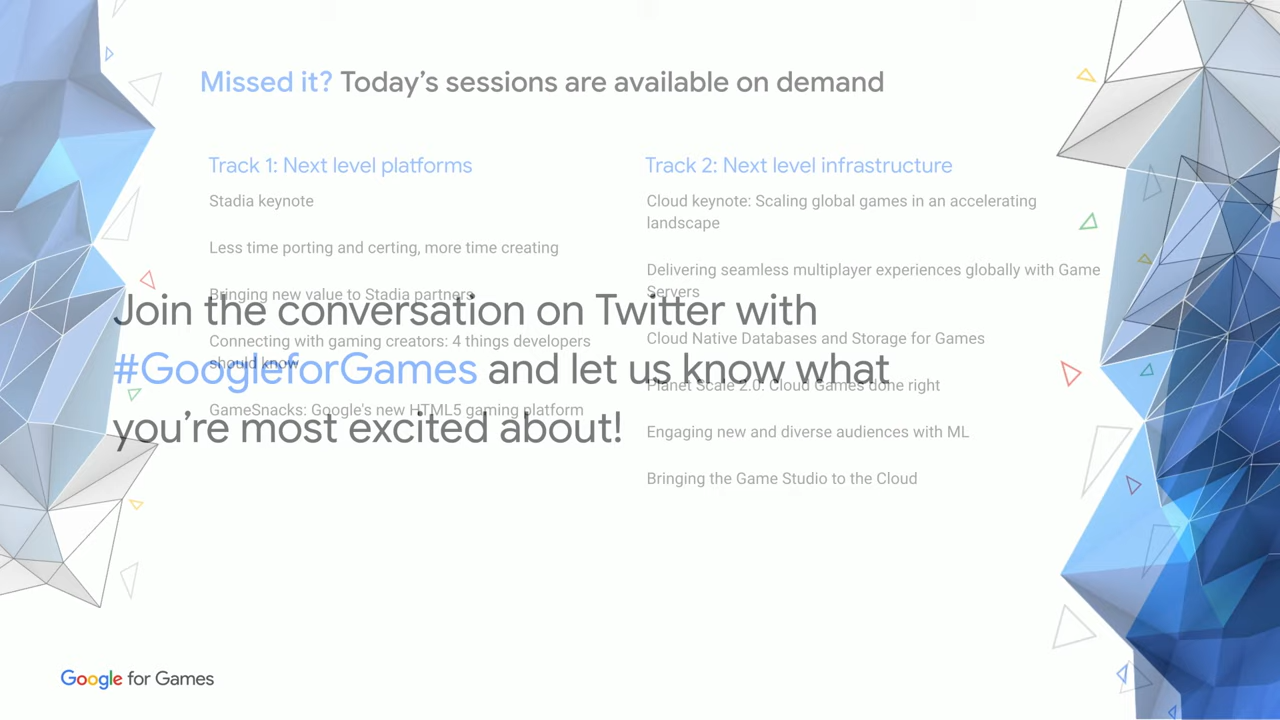 Missed it? Today's sessions are available on demand
Track 1: Next level platforms
Stadia keynote
Less time porting and certing, more time creating
Bringing new value to Stadia partners
Connecting with gaming creators: 4 things developers
should know
GameSnacks: Google's new HTML5 gaming platform
Track 2: Next level infrastructure
Cloud keynote: Scaling global games in an accelerating
landscape
Delivering seamless multiplayer experiences globally with Game
Servers
Cloud Native Databases and Storage for Games
Planet Scale 2.0: Cloud Games done right
Engaging new and diverse audiences with ML
Bringing the Game Studio to the Cloud
Join the conversation on Twitter with
#GoogleforGames and let us know what
you're most excited about!
Google for Games